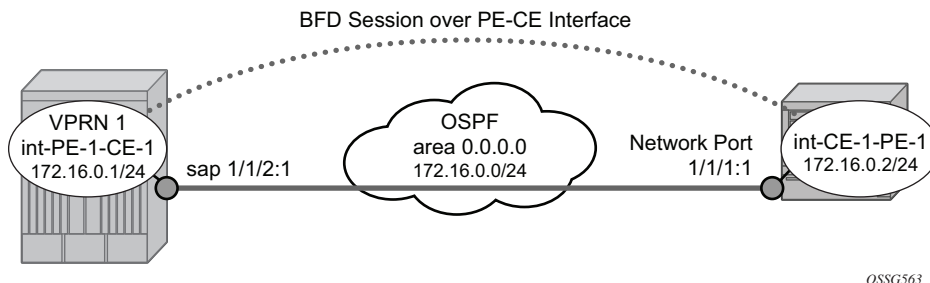 BFD Session over PE-CE Interface
VPRN 1
int-PE-1-CE-1
172.16.0.1/24
sap 1/1/2:1
OSPF
area 0.0.0.0
172.16.0.0/24
Network Port
1/1/1:1
int-CE-1-PE-1
172.16.0.2/24
OSSG563